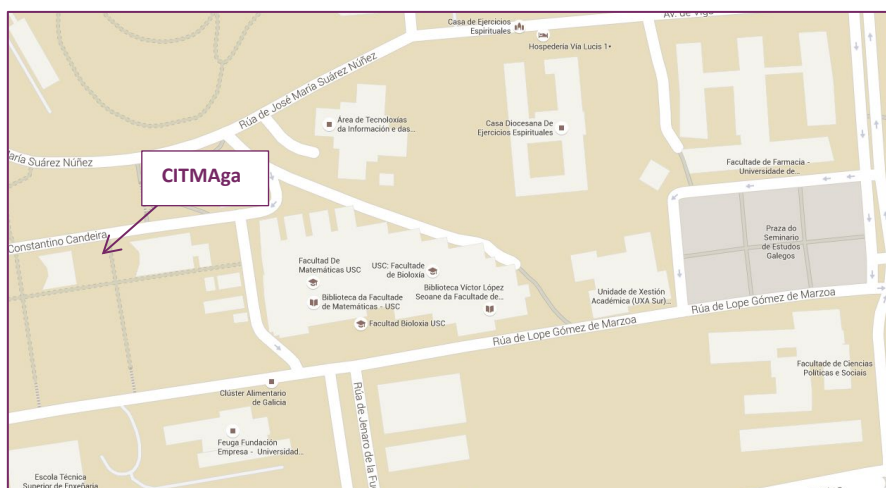 Casa de Ejercicios
Espirituales
Av. de Vigo
Hospederia Via Lucis 1*
Rúa de José María Suárez Núñez
Área de Tecnoloxías
da Información e das...
Casa Diocesana De
Ejercicios Espirituales
María Suárez Núñez
CITMAga
Facultade de Farmacia -
Universidade de...
Constantino Candeira
Praza do
Seminario
de Estudos
Galegos
Facultad De
Matemáticas USC
USC: Facultade
de Bioloxía
Biblioteca Víctor López
Seoane da Facultade de...
Biblioteca da Facultade
de Matemáticas - USC
Facultad Bioloxia USC
Unidade de Xestión
Académica (UXA Sur)...
Rúa de Lope Gómez de Marzoa
Rúa de Lope Gómez de Marzoa
Facultade de Ciencias
Políticas e Sociais
Clúster Alimentario
de Galicia
Rúa de Jenaro de la Fue
Feuga Fundación
Empresa - Universidad...
Escola Técnica
Superior de Enxeñaría